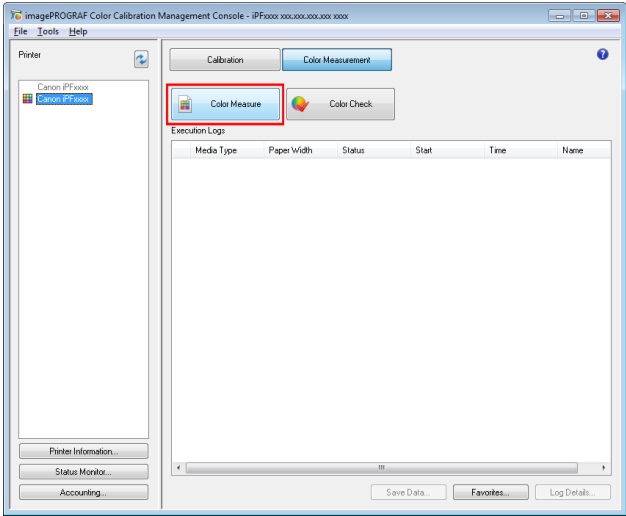 imagePROGRAF Color Calibration Management Console - iPFxxxx xxx.xxx.xxx.xxx xxxx
File Tools Help
Printer
Canon iPFxxxx
Canon iPFxxxx
Printer Information...
Status Monitor...
Accounting...
Calibration Color Measurement
Color Measure Color Check
Execution Logs
Media Type Paper Width Status Start Time Name
Save Data... Favorites... Log Details...